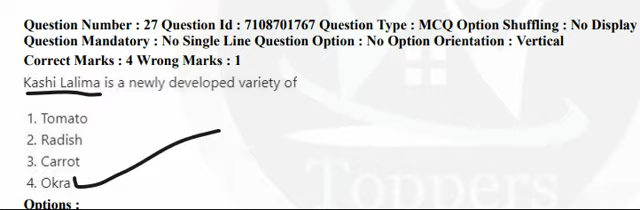 Question Number : 27 Question Id : 7108701767 Question Type : MCQ Option Shuffling : No Display
Question Mandatory : No Single Line Question Option : No Option Orientation : Vertical
Correct Marks : 4 Wrong Marks : 1
Kashi Lalima is a newly developed variety of
1. Tomato
2. Radish
3. Carrot
4. Okra
Toppers
Options :